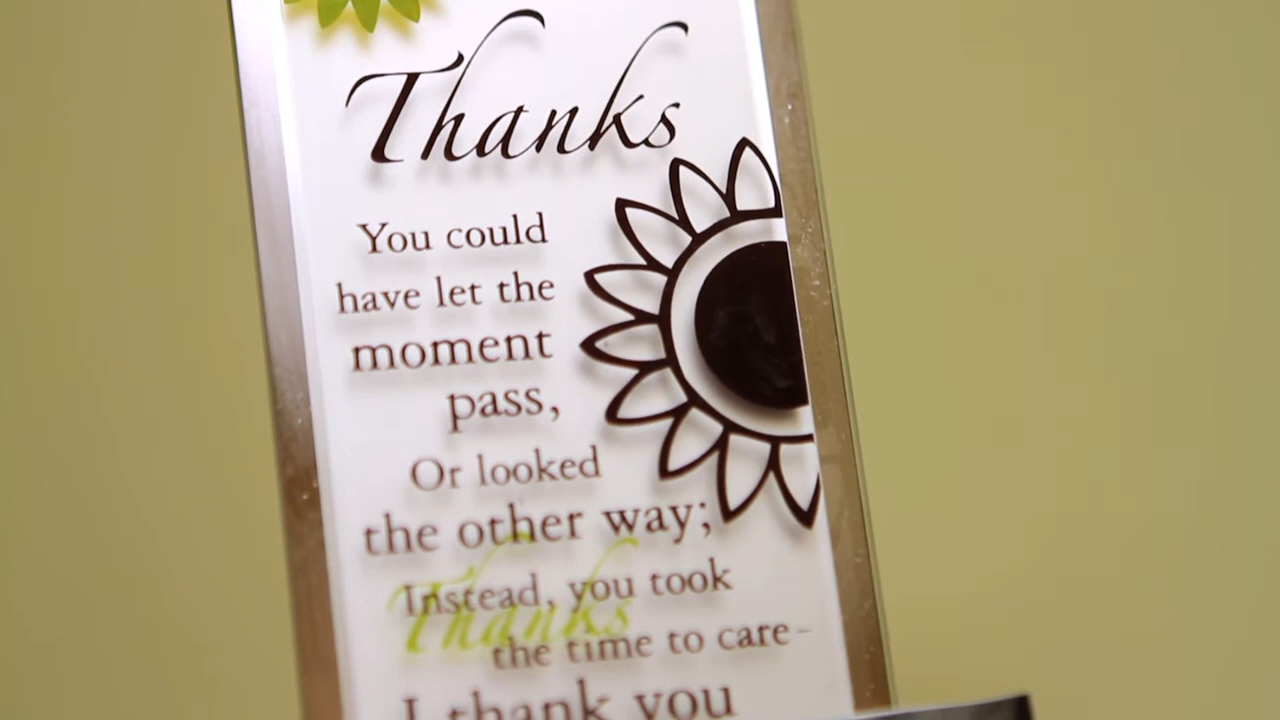 Thanks
You could
have let the
moment
pass,
Or looked
the other way;
Instead, you took
Thanks
the time to care-
I thank you